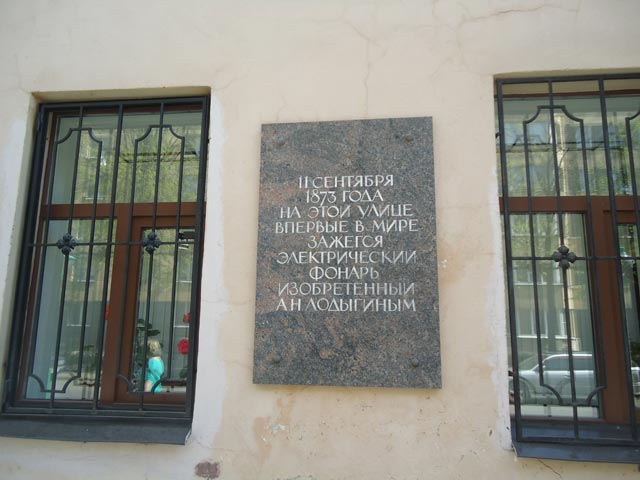 11 СЕНТЯБРЯ
1873 ГОДА
НА ЭТОЙ УЛИЦЕ
ВПЕРВЫЕ В МИРЕ
ЗАЖЕГСЯ
ЭЛЕКТРИЧЕСКИЙ
ФОНАРЬ
ИЗОБРЕТЕННЫЙ
А Н ЛОДЫГИНЫМ